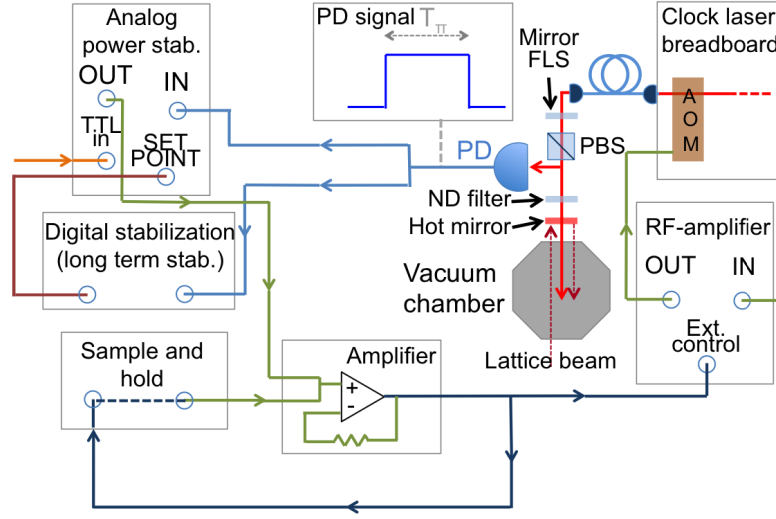 Analog
power stab.
OUT
IN
TTL
in
SET
POINT
PD signal
T_π
Mirror
FLS
Clock laser
breadboard
A
O
M
PBS
PD
ND filter
Hot mirror
Digital stabilization
(long term stab.)
Vacuum
chamber
Lattice beam
RF-amplifier
OUT
IN
Ext.
control
Sample and
hold
Amplifier
+
-